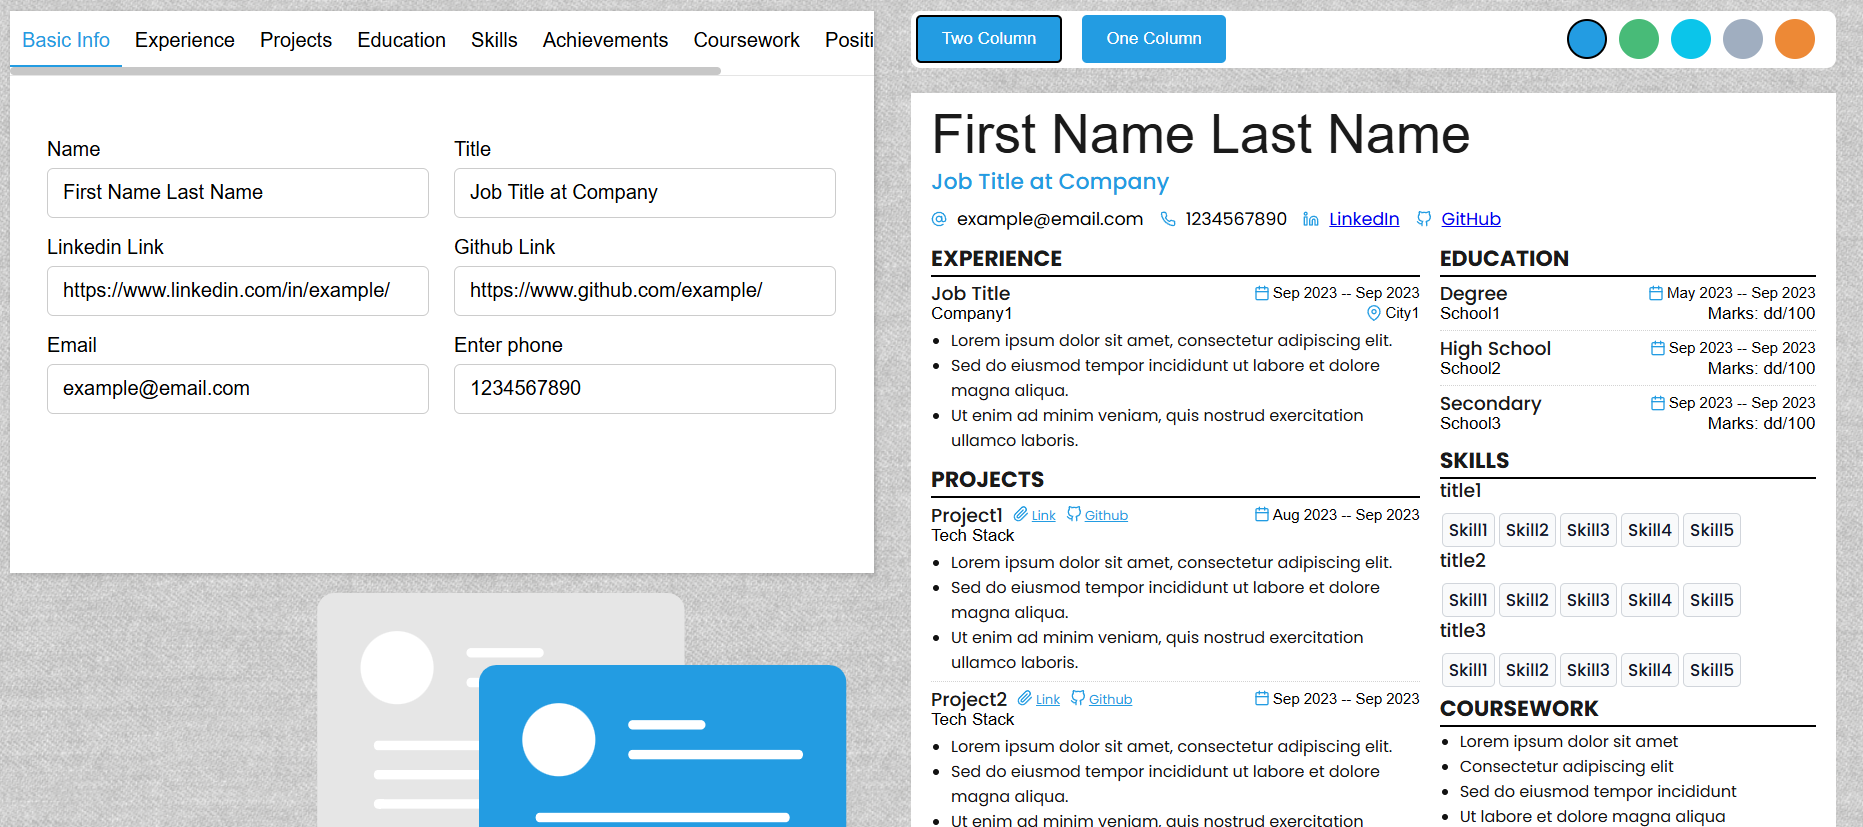 Basic Info Experience Projects Education Skills Achievements Coursework Positi
Name Title
First Name Last Name Job Title at Company
Linkedin Link Github Link
https://www.linkedin.com/in/example/ https://www.github.com/example/
Email Enter phone
example@email.com 1234567890
Two Column One Column
First Name Last Name
Job Title at Company
example@email.com 1234567890 LinkedIn GitHub
EXPERIENCE
Job Title Sep 2023 -- Sep 2023
Company1 City1
Lorem ipsum dolor sit amet, consectetur adipiscing elit.
Sed do eiusmod tempor incididunt ut labore et dolore
magna aliqua.
Ut enim ad minim veniam, quis nostrud exercitation
ullamco laboris.
PROJECTS
Project1 Link Github Aug 2023 -- Sep 2023
Tech Stack
Lorem ipsum dolor sit amet, consectetur adipiscing elit.
Sed do eiusmod tempor incididunt ut labore et dolore
magna aliqua.
Ut enim ad minim veniam, quis nostrud exercitation
ullamco laboris.
Project2 Link Github Sep 2023 -- Sep 2023
Tech Stack
Lorem ipsum dolor sit amet, consectetur adipiscing elit.
Sed do eiusmod tempor incididunt ut labore et dolore
magna aliqua.
Ut enim ad minim veniam, quis nostrud exercitation
EDUCATION
Degree May 2023 -- Sep 2023
School1 Marks: dd/100
High School Sep 2023 -- Sep 2023
School2 Marks: dd/100
Secondary Sep 2023 -- Sep 2023
School3 Marks: dd/100
SKILLS
title1
Skill1 Skill2 Skill3 Skill4 Skill5
title2
Skill1 Skill2 Skill3 Skill4 Skill5
title3
Skill1 Skill2 Skill3 Skill4 Skill5
COURSEWORK
Lorem ipsum dolor sit amet
Consectetur adipiscing elit
Sed do eiusmod tempor incididunt
Ut labore et dolore magna aliqua